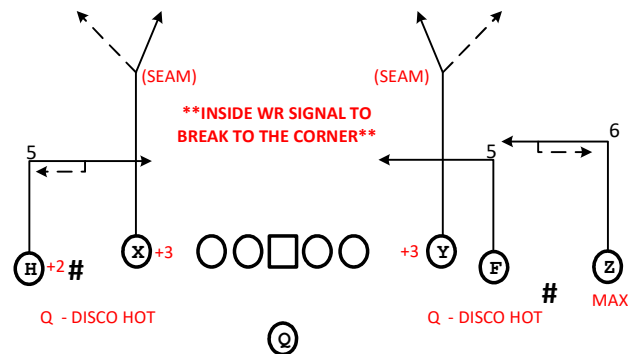 (SEAM)
(SEAM)
**INSIDE WR SIGNAL TO
BREAK TO THE CORNER**
5
5
6
H
+2
#
X
+3
+3
Y
F
#
Z
Q - DISCO HOT
Q - DISCO HOT
MAX
Q